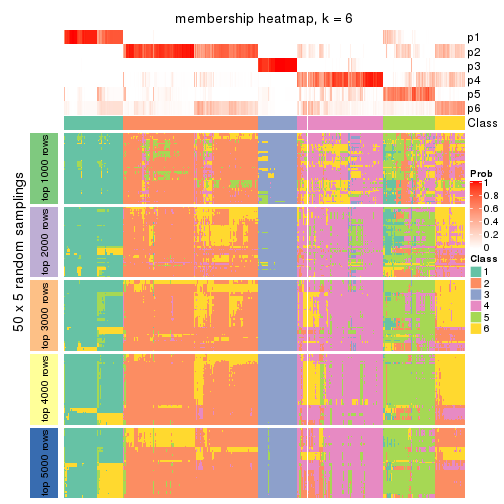 membership heatmap, k = 6
p1
p2
p3
p4
p5
p6
Class
50 x 5 random samplings
top 1000 rows
top 2000 rows
top 3000 rows
top 4000 rows
top 5000 rows
Prob
1
0.8
0.6
0.4
0.2
0
Class
1
2
3
4
5
6